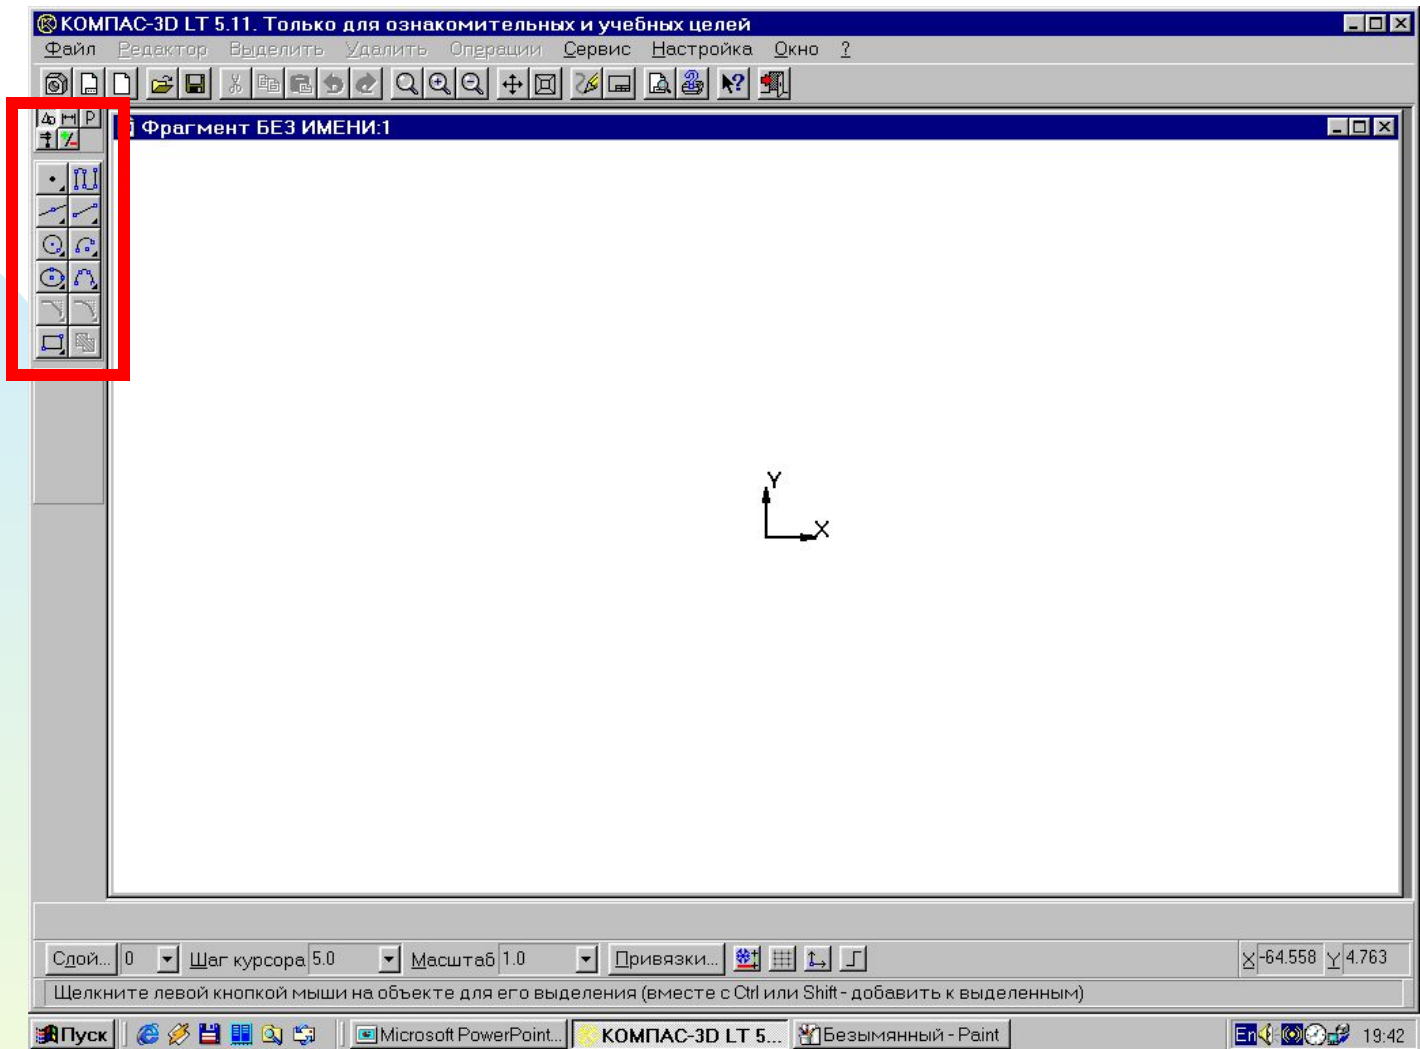 КОМПАС-3D LT 5.11. Только для ознакомительных и учебных целей
Файл Редактор Выделить Удалить Операции Сервис Настройка Окно ?
P
Фрагмент БЕЗ ИМЕНИ:1
Y
X
Слой... 0 Шаг курсора 5.0 Масштаб 1.0 Привязки... X -64.558 Y 4.763
Щелкните левой кнопкой мыши на объекте для его выделения (вместе с Ctrl или Shift - добавить к выделенным)
Пуск Microsoft PowerPoint... КОМПАС-3D LT 5... Безымянный - Paint En 19:42